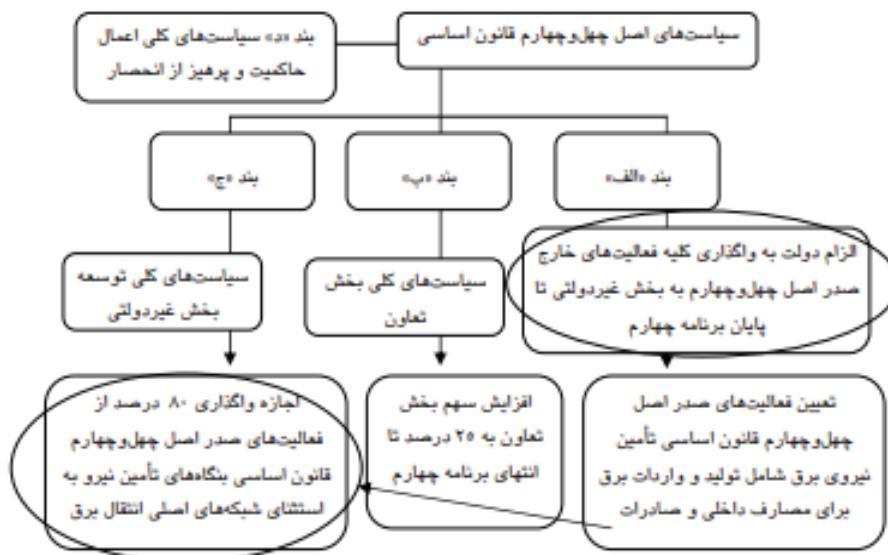 سیاست‌های اصل چهل‌وچهارم قانون اساسی
بند «د» سیاست‌های کلی اعمال
حاکمیت و پرهیز از انحصار
بند «الف»
بند «ب»
بند «ج»
الزام دولت به واگذاری کلیه فعالیت‌های خارج
صدر اصل چهل‌وچهارم به بخش غیردولتی تا
پایان برنامه چهارم
سیاست‌های کلی بخش
تعاون
سیاست‌های کلی توسعه
بخش غیردولتی
تعیین فعالیت‌های صدر اصل
چهل‌وچهارم قانون اساسی تأمین
نیروی برق شامل تولید و واردات برق
برای مصارف داخلی و صادرات
افزایش سهم بخش
تعاون به ۲۵ درصد تا
انتهای برنامه چهارم
اجازه واگذاری ۸۰ درصد از
فعالیت‌های صدر اصل چهل‌وچهارم
قانون اساسی بنگاه‌های تأمین نیرو به
استثنای شبکه‌های اصلی انتقال برق